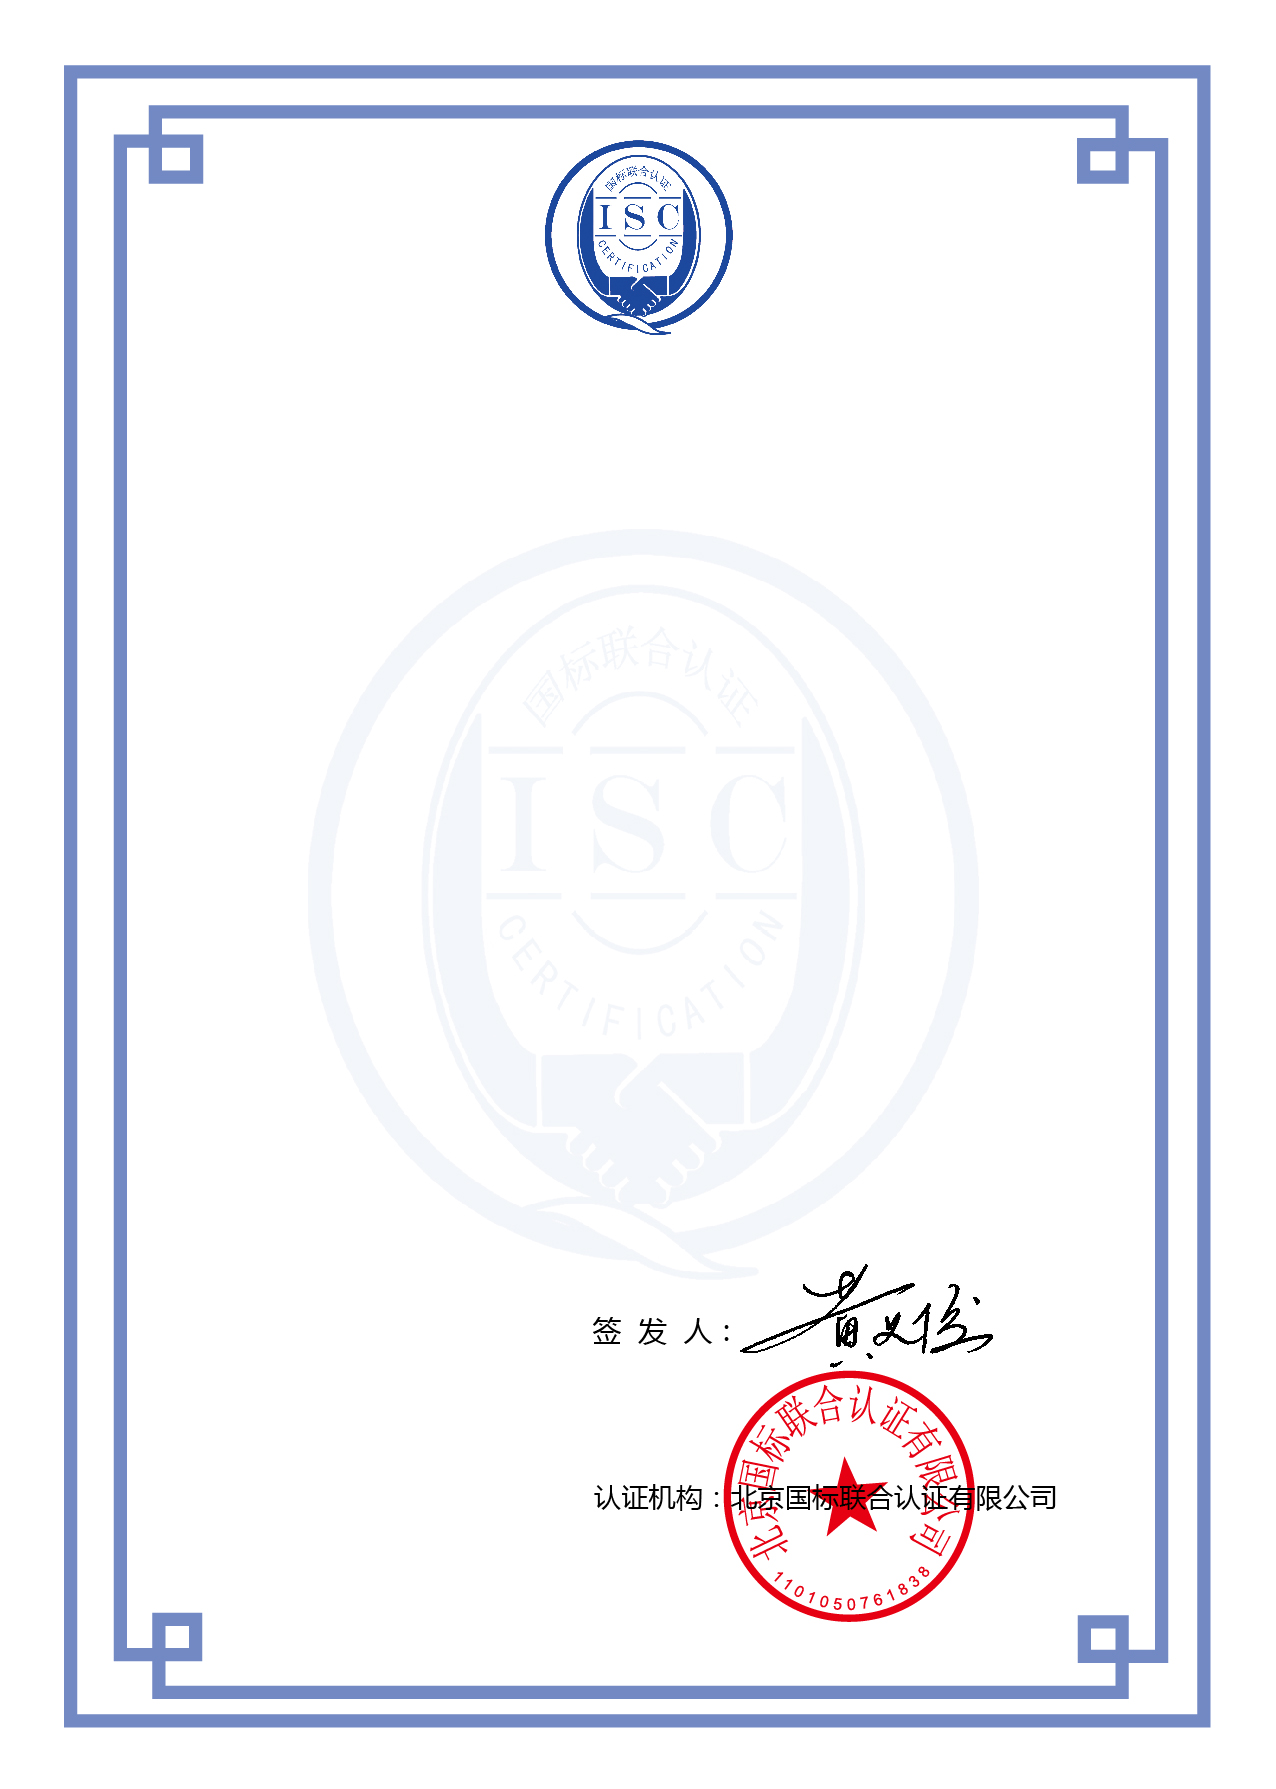 国标联合认证
ISC
CERTIFICATION
国标联合认证
ISC
CERTIFICATION
签 发 人：
认证机构：北京国标联合认证有限公司
北京国标联合认证有限公司
1101050761838